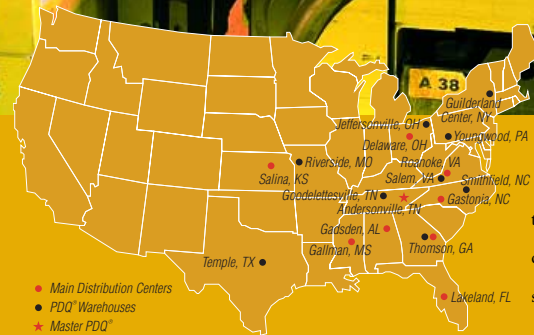 A 38
Guilderland
Center, NY
Jeffersonville, OH
Youngwood, PA
Delaware, OH
Roanoke, VA
Riverside, MO
Salem, VA
Smithfield, NC
Salina, KS
Goodelettesville, TN
Gastonia, NC
Andersonville, TN
Gadsden, AL
Gallman, MS
Thomson, GA
Temple, TX
Main Distribution Centers
PDQ® Warehouses
Lakeland, FL
Master PDQ®